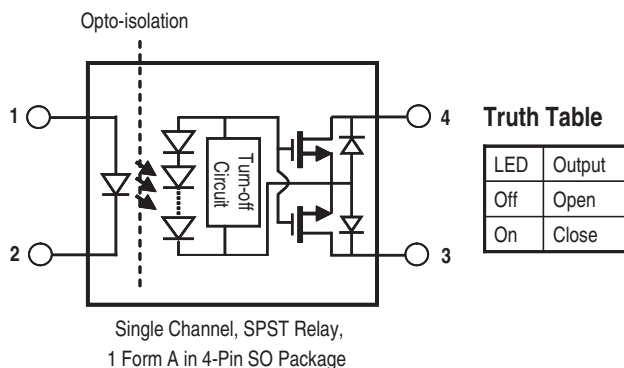 Opto-isolation
1
4
Turn-off
Circuit
2
3
Truth Table
LED Output
Off Open
On Close
Single Channel, SPST Relay,
1 Form A in 4-Pin SO Package